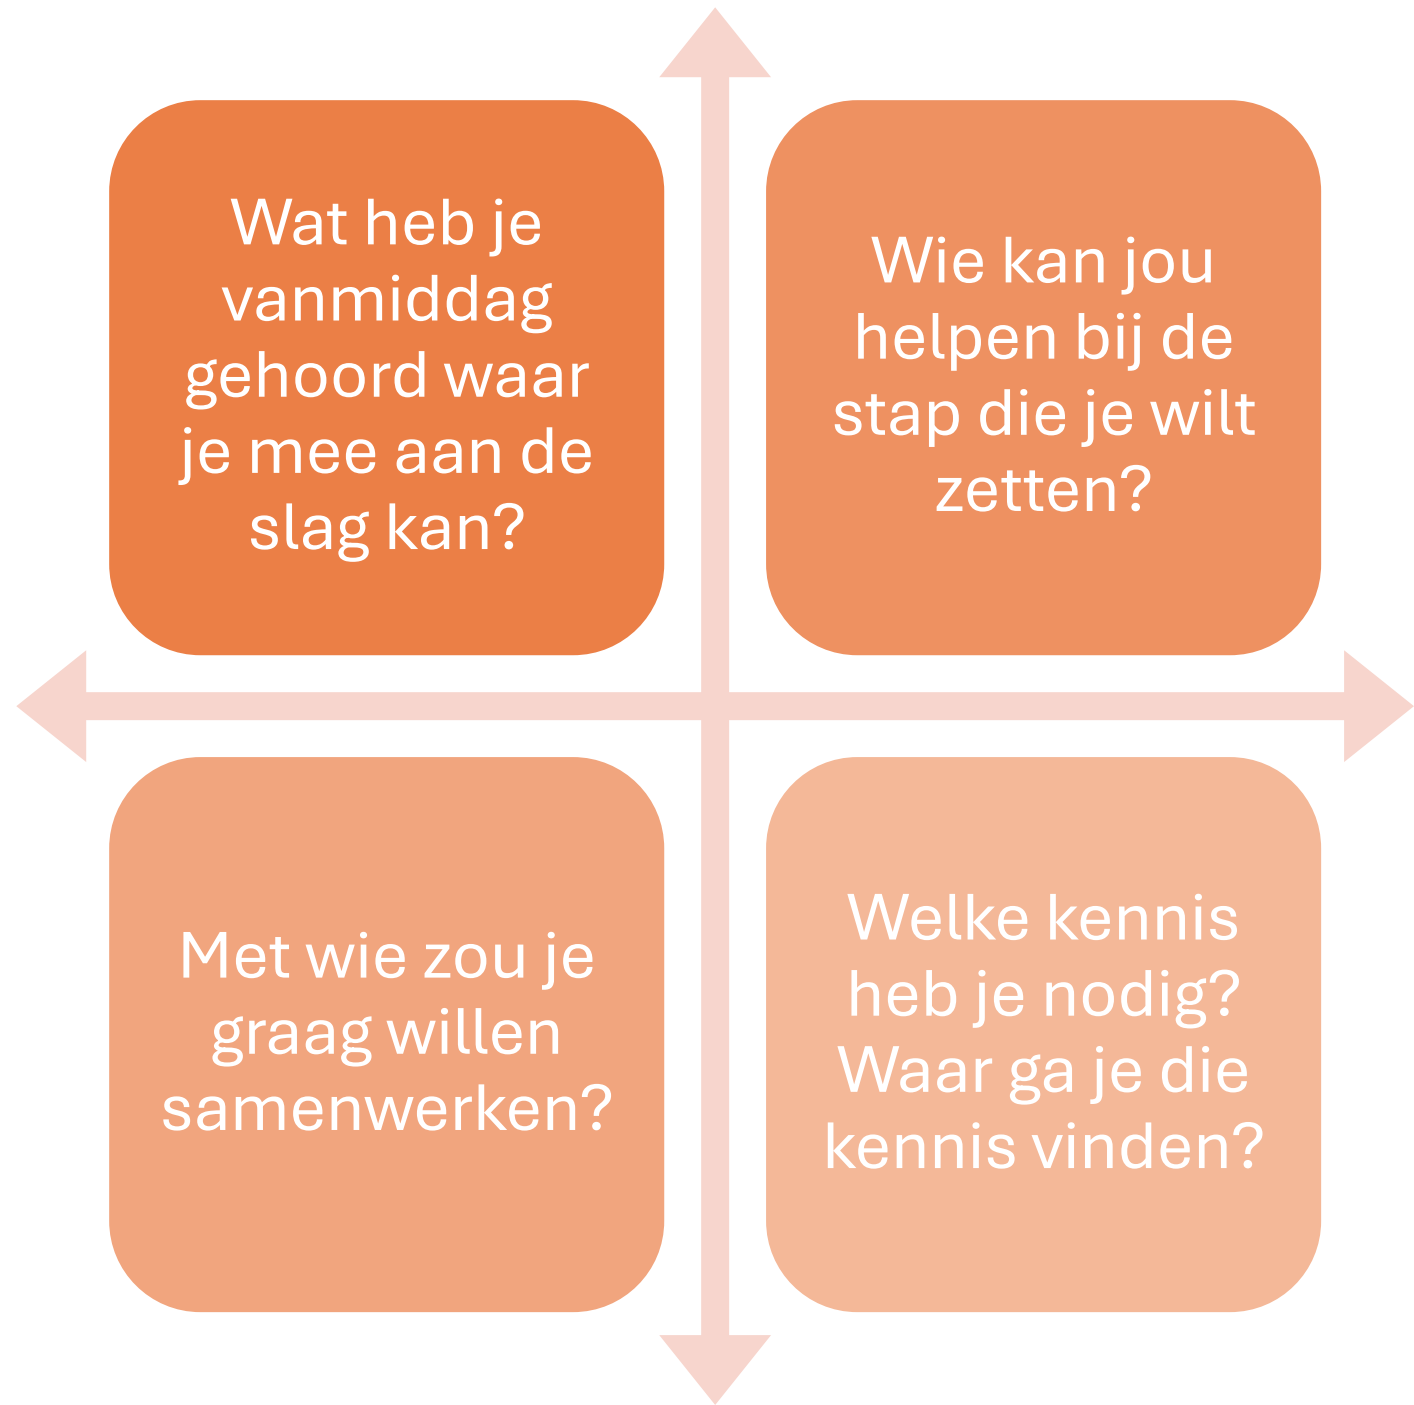 Wat heb je
vanmiddag
gehoord waar
je mee aan de
slag kan?
Wie kan jou
helpen bij de
stap die je wilt
zetten?
Met wie zou je
graag willen
samenwerken?
Welke kennis
heb je nodig?
Waar ga je die
kennis vinden?